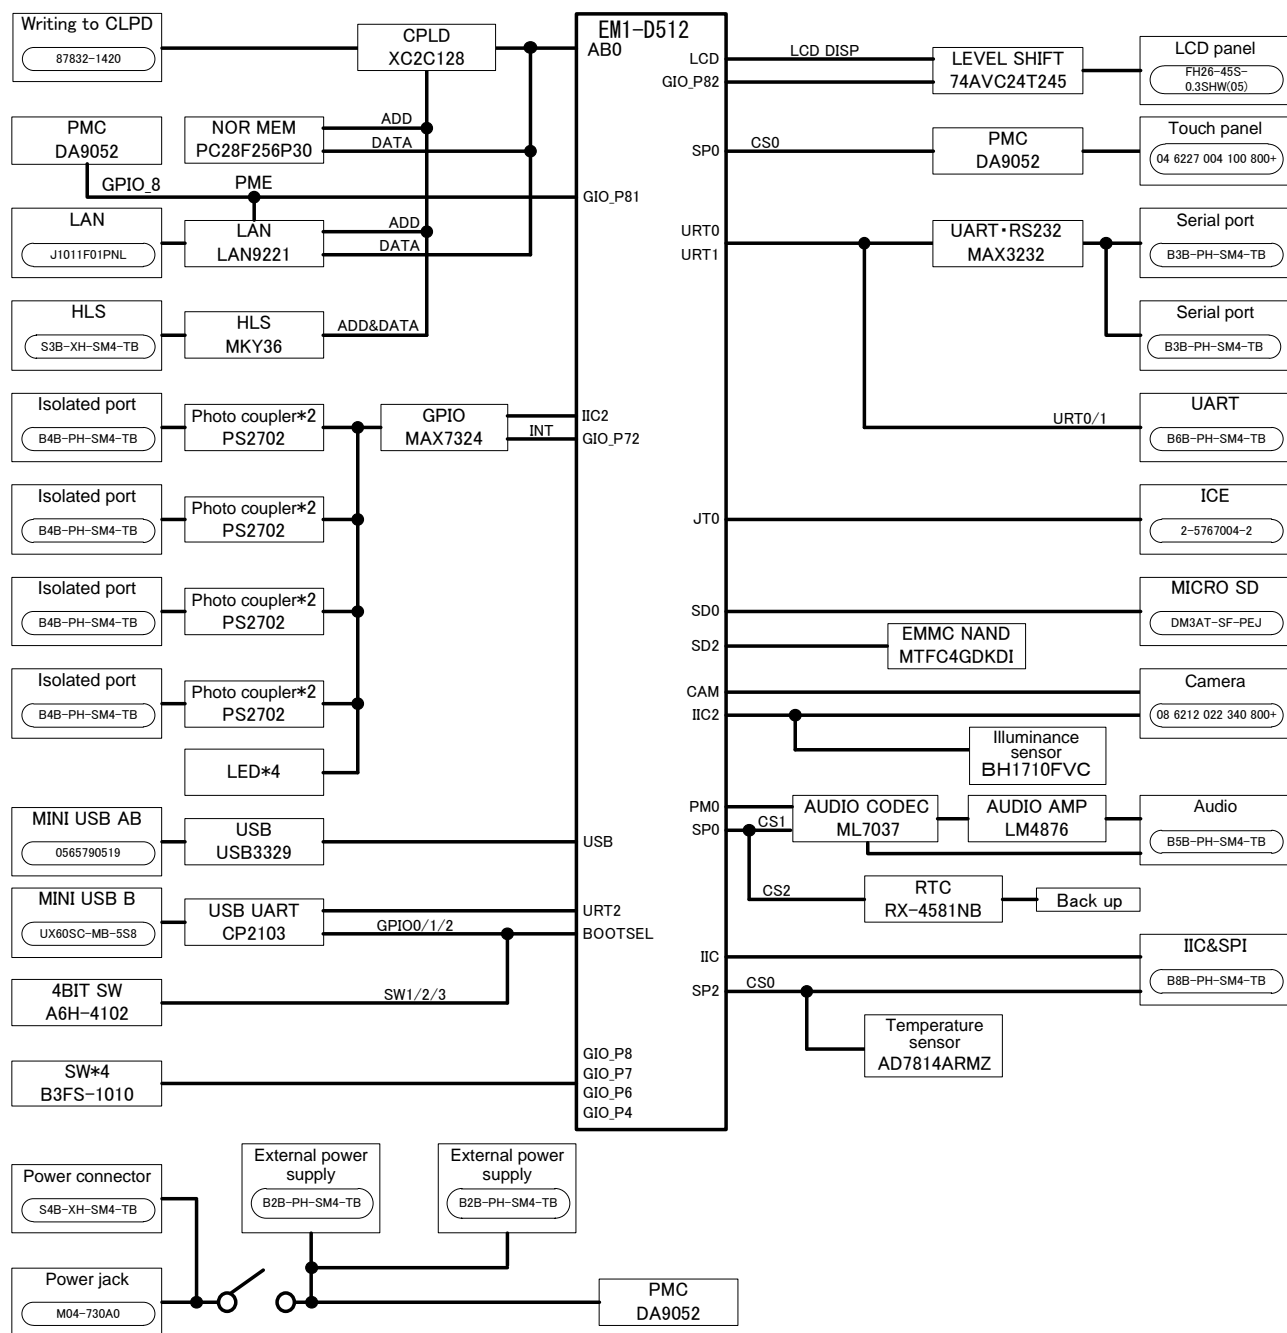 Writing to CLPD
87832-1420
CPLD
XC2C128
EM1-D512
AB0
LCD
GIO_P82
LCD DISP
LEVEL SHIFT
74AVC24T245
LCD panel
FH26-45S-
0.3SHW(05)
PMC
DA9052
NOR MEM
PC28F256P30
ADD
DATA
SP0
CS0
PMC
DA9052
Touch panel
04 6227 004 100 800+
GPIO_8
PME
GIO_P81
LAN
J1011F01PNL
LAN
LAN9221
ADD
DATA
URT0
URT1
UART・RS232
MAX3232
Serial port
B3B-PH-SM4-TB
HLS
S3B-XH-SM4-TB
HLS
MKY36
ADD&DATA
Serial port
B3B-PH-SM4-TB
Isolated port
B4B-PH-SM4-TB
Photo coupler*2
PS2702
GPIO
MAX7324
IIC2
INT
GIO_P72
URT0/1
UART
B6B-PH-SM4-TB
Isolated port
B4B-PH-SM4-TB
Photo coupler*2
PS2702
JT0
ICE
2-5767004-2
Isolated port
B4B-PH-SM4-TB
Photo coupler*2
PS2702
SD0
MICRO SD
DM3AT-SF-PEJ
SD2
EMMC NAND
MTFC4GDKDI
Isolated port
B4B-PH-SM4-TB
Photo coupler*2
PS2702
CAM
IIC2
Camera
08 6212 022 340 800+
LED*4
Illuminance
sensor
BH1710FVC
MINI USB AB
0565790519
USB
USB3329
USB
PM0
SP0
CS1
AUDIO CODEC
ML7037
AUDIO AMP
LM4876
Audio
B5B-PH-SM4-TB
MINI USB B
UX60SC-MB-5S8
USB UART
CP2103
URT2
GPIO0/1/2
BOOTSEL
CS2
RTC
RX-4581NB
Back up
4BIT SW
A6H-4102
SW1/2/3
IIC
SP2
CS0
IIC&SPI
B8B-PH-SM4-TB
Temperature
sensor
AD7814ARMZ
SW*4
B3FS-1010
GIO_P8
GIO_P7
GIO_P6
GIO_P4
Power connector
S4B-XH-SM4-TB
External power
supply
B2B-PH-SM4-TB
External power
supply
B2B-PH-SM4-TB
Power jack
M04-730A0
PMC
DA9052